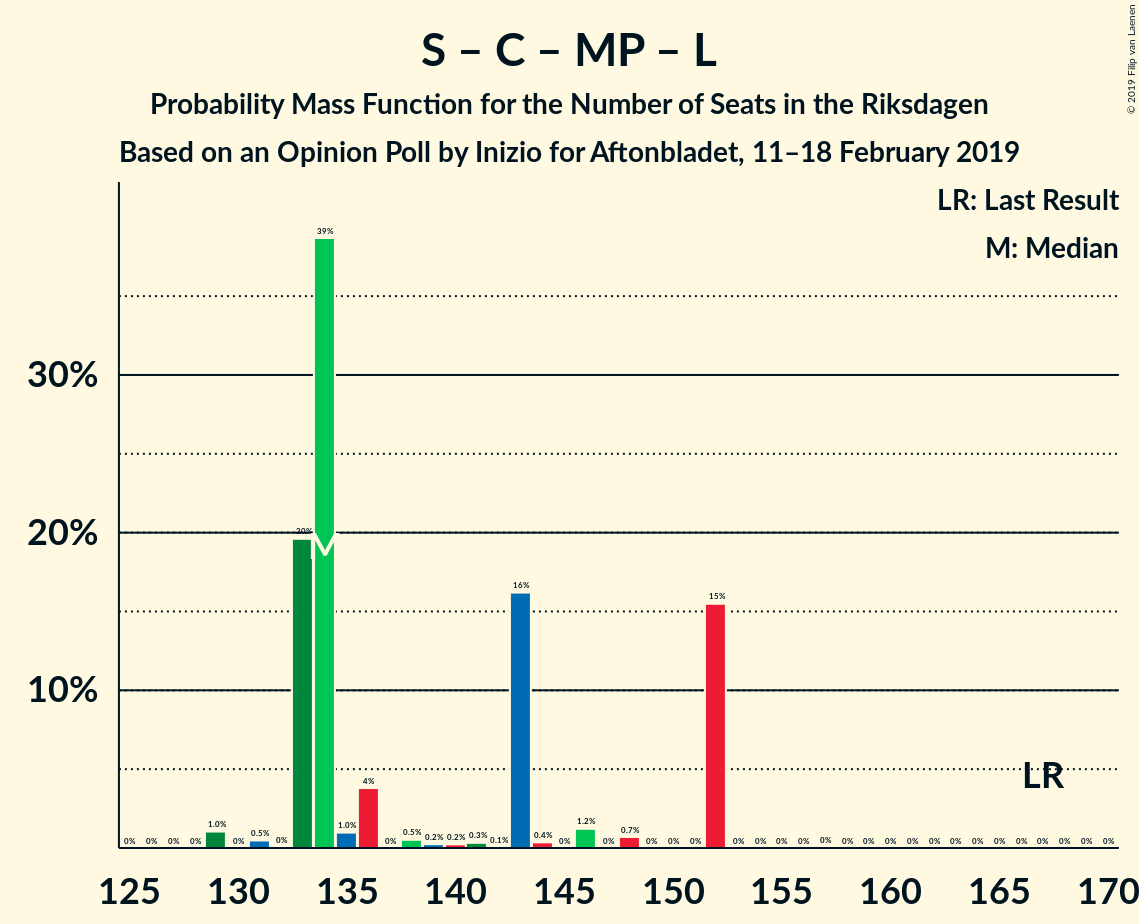 S – C – MP – L
Probability Mass Function for the Number of Seats in the Riksdagen
Based on an Opinion Poll by Inizio for Aftonbladet, 11–18 February 2019
© 2019 Filip van Laenen
LR: Last Result
M: Median
30%
20%
10%
0% 0% 0% 0% 1.0% 0% 0.5% 0% 20% 39% 1.0% 4% 0% 0.5% 0.2% 0.2% 0.3% 0.1% 16% 0.4% 0% 1.2% 0% 0.7% 0% 0% 0% 15% 0% 0% 0% 0% 0% 0% 0% 0% 0% 0% 0% 0% 0% 0% 0% 0% 0% 0%
M
LR
125 130 135 140 145 150 155 160 165 170